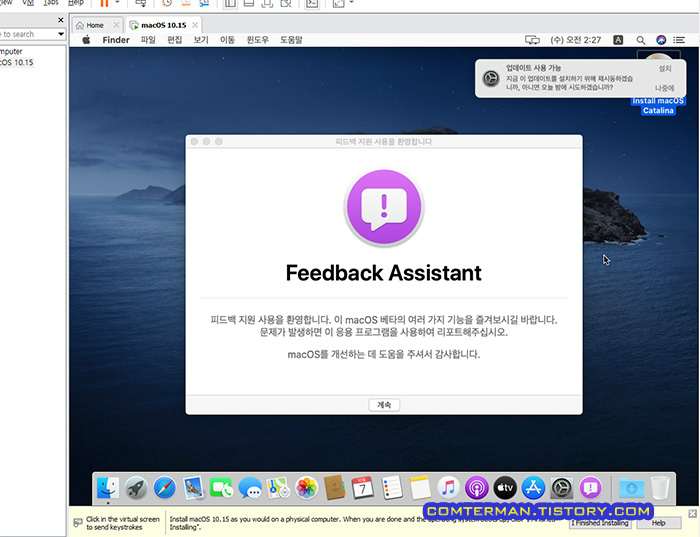 View VM Tabs Help
to search
mputer
cOS 10.15
Home
macOS 10.15
Finder 파일 편집 보기 이동 윈도우 도움말
(수) 오전 2:27
A
업데이트 사용 가능
지금 이 업데이트를 설치하기 위해 재시동하겠습
니까, 아니면 오늘 밤에 시도하겠습니까?
설치
나중에
Install macOS
Catalina
피드백 지원 사용을 환영합니다
Feedback Assistant
피드백 지원 사용을 환영합니다. 이 macOS 베타의 여러 가지 기능을 즐겨보시길 바랍니다.
문제가 발생하면 이 응용 프로그램을 사용하여 리포트해주십시오.
macOS를 개선하는 데 도움을 주셔서 감사합니다.
계속
7
tv
COMTERMAN.TISTORY.COM
Click in the virtual screen
to send keystrokes
Install macOS 10.15 as you would on a physical computer. When you are done and the operating system
Installing".
I Finished Installing
Help